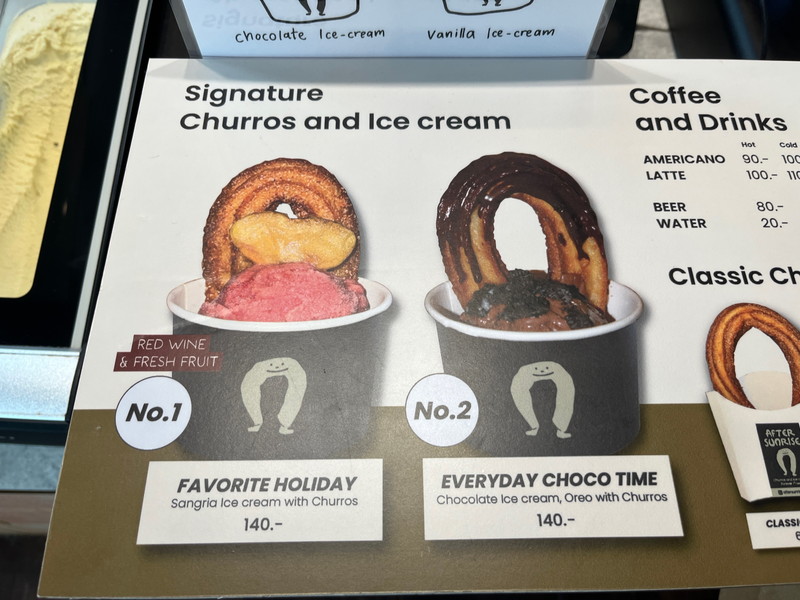 chocolate Ice-cream
Vanilla Ice-cream
Signature
Churros and Ice cream
Coffee
and Drinks
Hot Cold
AMERICANO 90.-
LATTE 100.-
BEER 80.-
WATER 20.-
RED WINE
& FRESH FRUIT
No.1
FAVORITE HOLIDAY
Sangria Ice cream with Churros
140.-
No.2
EVERYDAY CHOCO TIME
Chocolate Ice cream, Oreo with Churros
140.-
Classic Ch
AFTER
SUNRISE